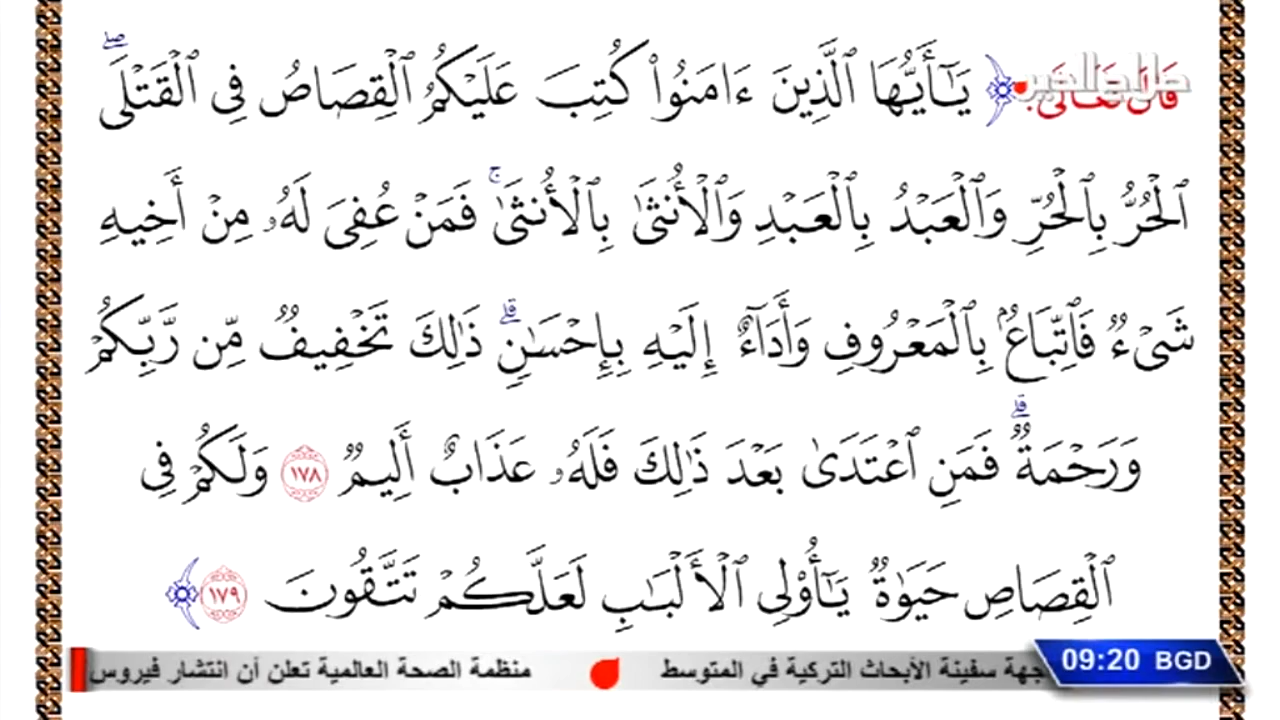 قَالَ تَعَالَىٰ: ﴿ يَٰٓأَيُّهَا ٱلَّذِينَ ءَامَنُوا۟ كُتِبَ عَلَيْكُمُ ٱلْقِصَاصُ فِى ٱلْقَتْلَىۖ
ٱلْحُرُّ بِٱلْحُرِّ وَٱلْعَبْدُ بِٱلْعَبْدِ وَٱلْأُنثَىٰ بِٱلْأُنثَىٰۚ فَمَنْ عُفِىَ لَهُۥ مِنْ أَخِيهِ
شَىْءٌ فَٱتِّبَاعٌۢ بِٱلْمَعْرُوفِ وَأَدَآءٌ إِلَيْهِ بِإِحْسَٰنٍۗ ذَٰلِكَ تَخْفِيفٌ مِّن رَّبِّكُمْ
وَرَحْمَةٌۗ فَمَنِ ٱعْتَدَىٰ بَعْدَ ذَٰلِكَ فَلَهُۥ عَذَابٌ أَلِيمٌ ١٧٨ وَلَكُمْ فِى
ٱلْقِصَاصِ حَيَوٰةٌ يَٰٓأُو۟لِى ٱلْأَلْبَٰبِ لَعَلَّكُمْ تَتَّقُونَ ١٧٩ ﴾
جهة سفينة الأبحاث التركية في المتوسط منظمة الصحة العالمية تعلن أن انتشار فيروس
09:20 BGD